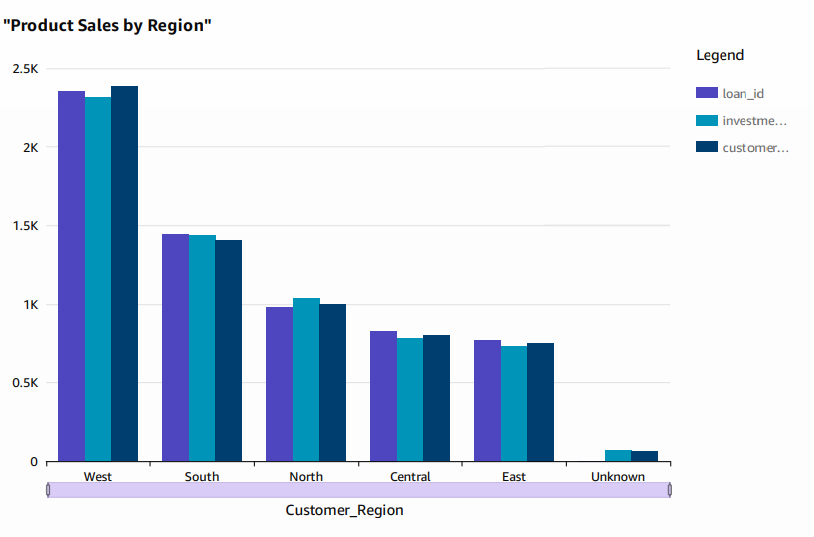 "Product Sales by Region"
Legend
loan_id
investme...
customer...
2.5K
2K
1.5K
1K
0.5K
0
West South North Central East Unknown
Customer_Region